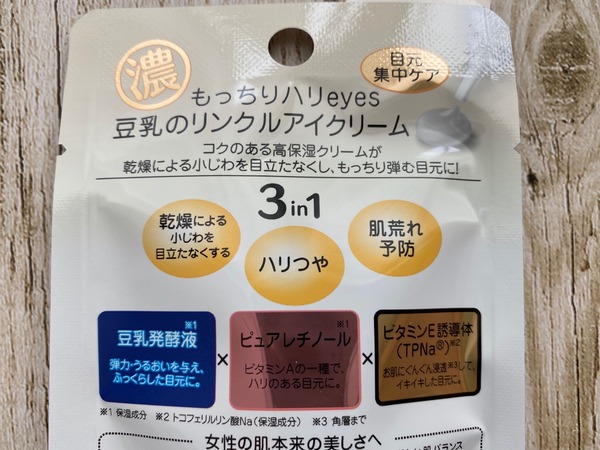 濃
目元
集中ケア
もっちりハリeyes
豆乳のリンクルアイクリーム
コクのある高保湿クリームが
乾燥による小じわを目立たなくし、もっちり弾む目元に!
3in1
乾燥による
小じわを
目立たなくする
ハリつや
肌荒れ
予防
豆乳発酵液※1
弾力・うるおいを与え、
ふっくらした目元に。
×
ピュアレチノール※1
ビタミンAの一種で、
ハリのある目元に。
×
ビタミンE誘導体
(TPNa®)※2
お肌にぐんぐん浸透※3して、
イキイキした目元に。
※1 保湿成分 ※2 トコフェリルリン酸Na(保湿成分) ※3 角層まで
女性の肌本来の美しさへ
肌バランス